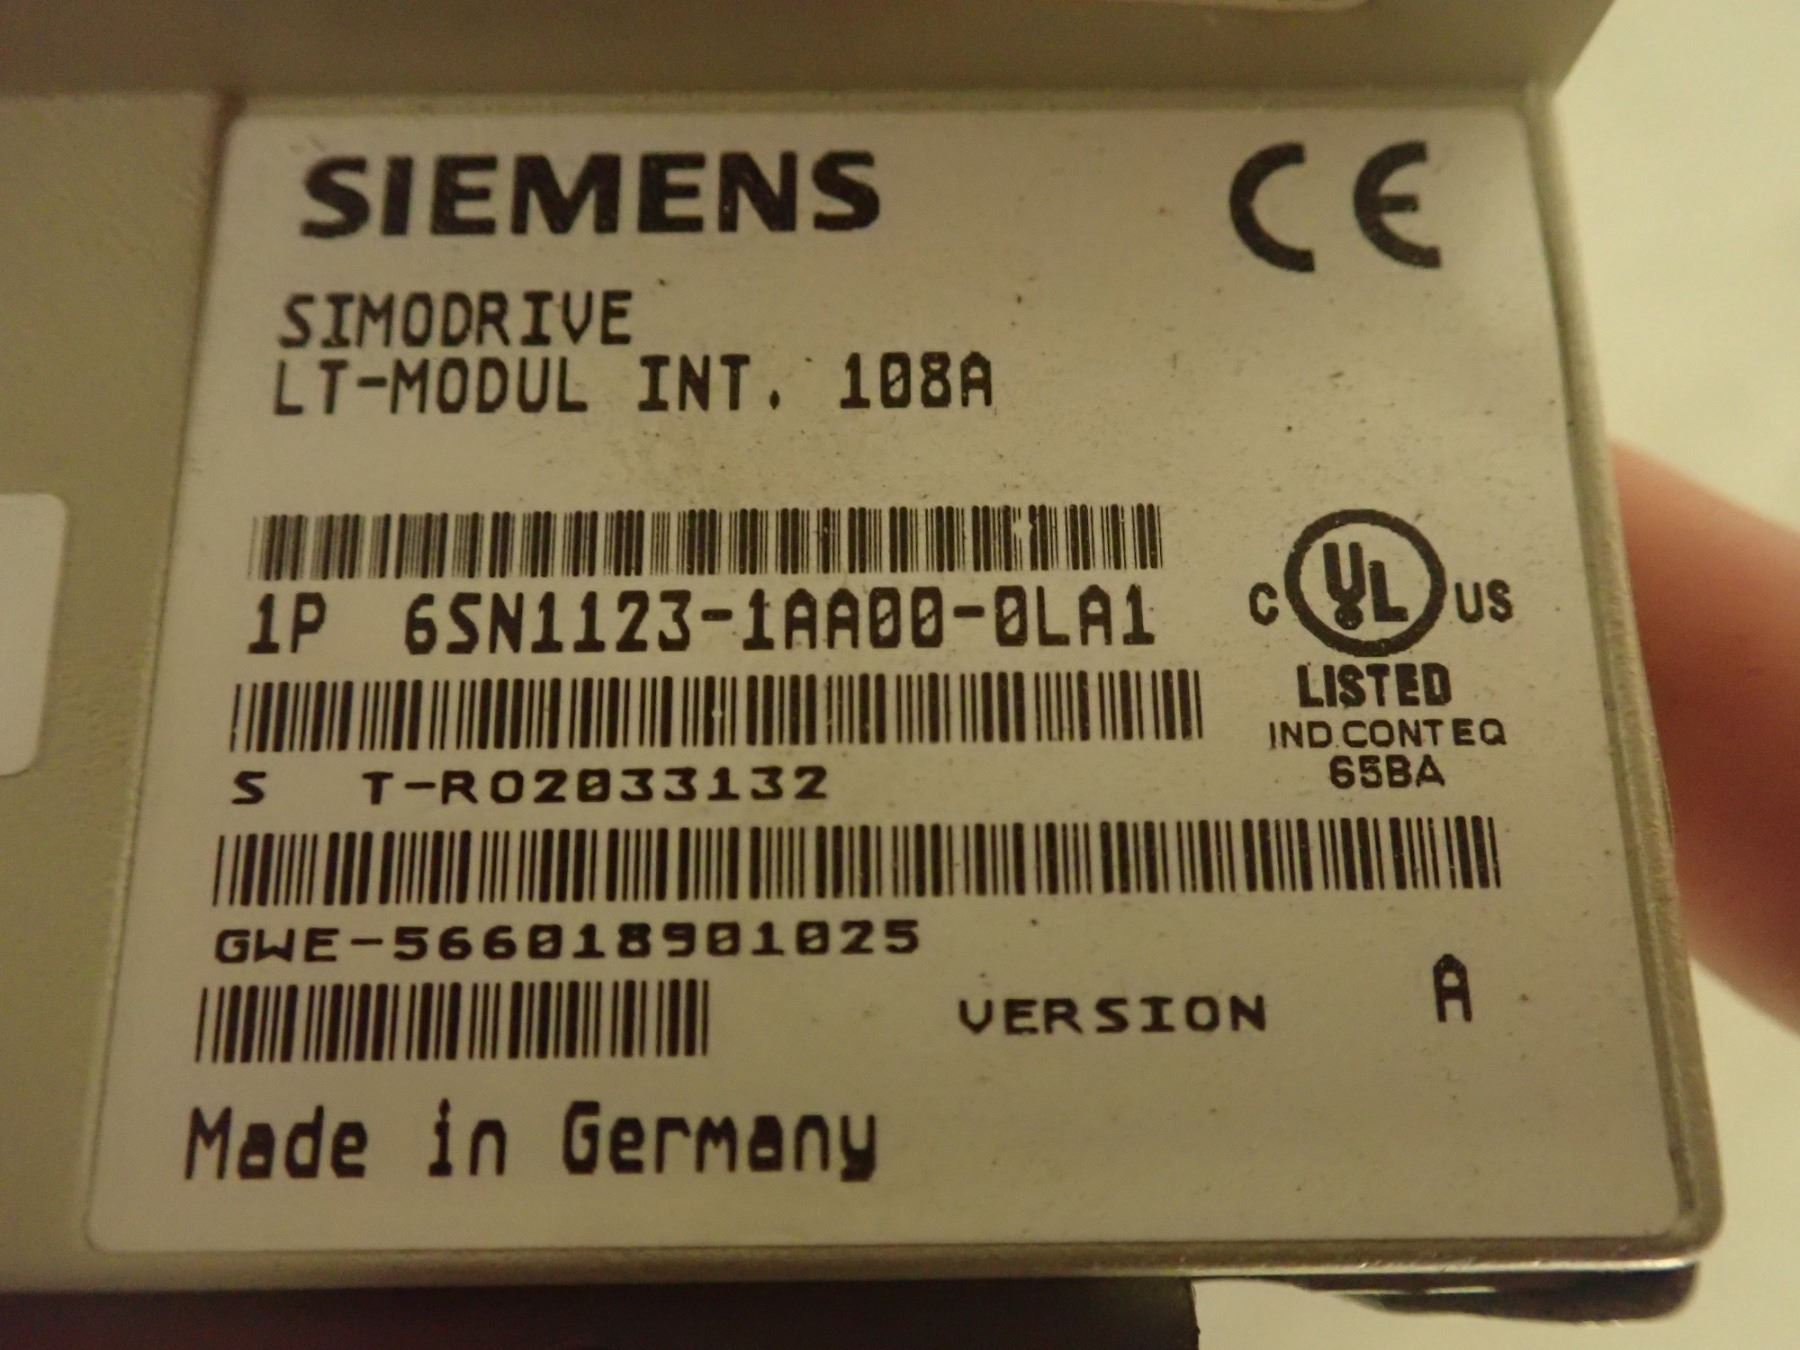 SIEMENS
CE
SIMODRIVE
LT-MODUL INT. 108A
1P 6SN1123-1AA00-0LA1
C UL US
LISTED
IND.CONT EQ
65BA
S T-RO2033132
GWE-566018901025
VERSION A
Made in Germany